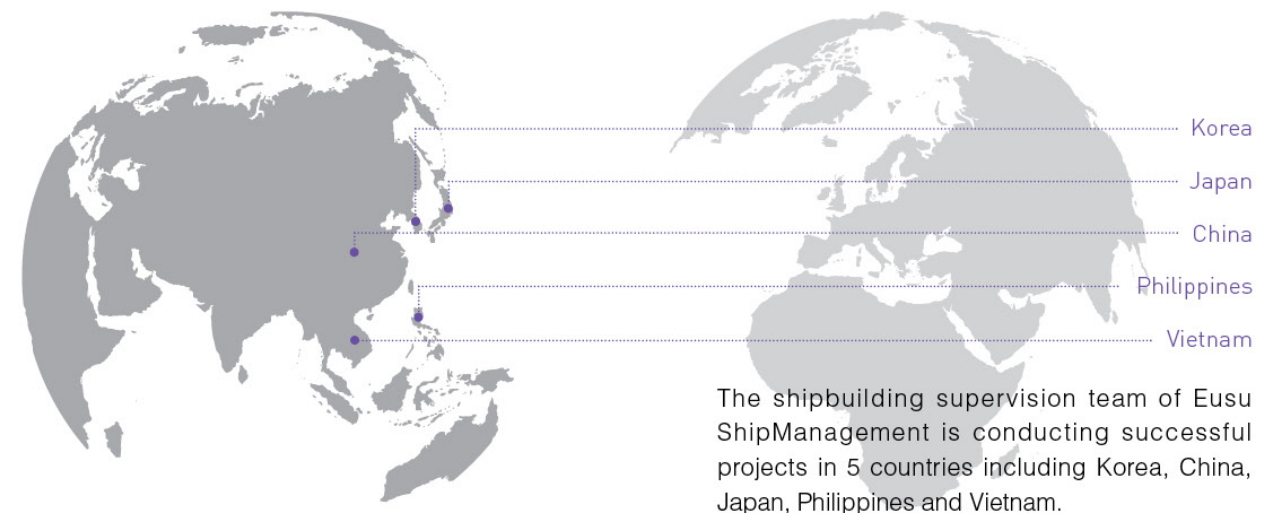 Korea
Japan
China
Philippines
Vietnam
The shipbuilding supervision team of Eusu
ShipManagement is conducting successful
projects in 5 countries including Korea, China,
Japan, Philippines and Vietnam.